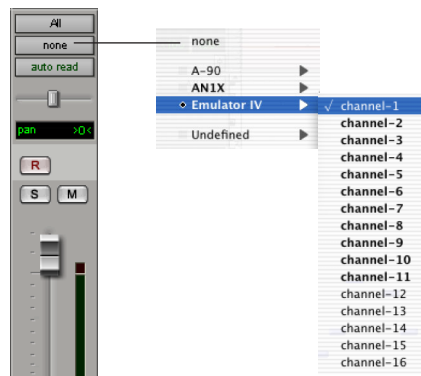 All
none
auto read
pan >0<
R
S M
none
A-90
AN1X
Emulator IV
Undefined
√ channel-1
channel-2
channel-3
channel-4
channel-5
channel-6
channel-7
channel-8
channel-9
channel-10
channel-11
channel-12
channel-13
channel-14
channel-15
channel-16